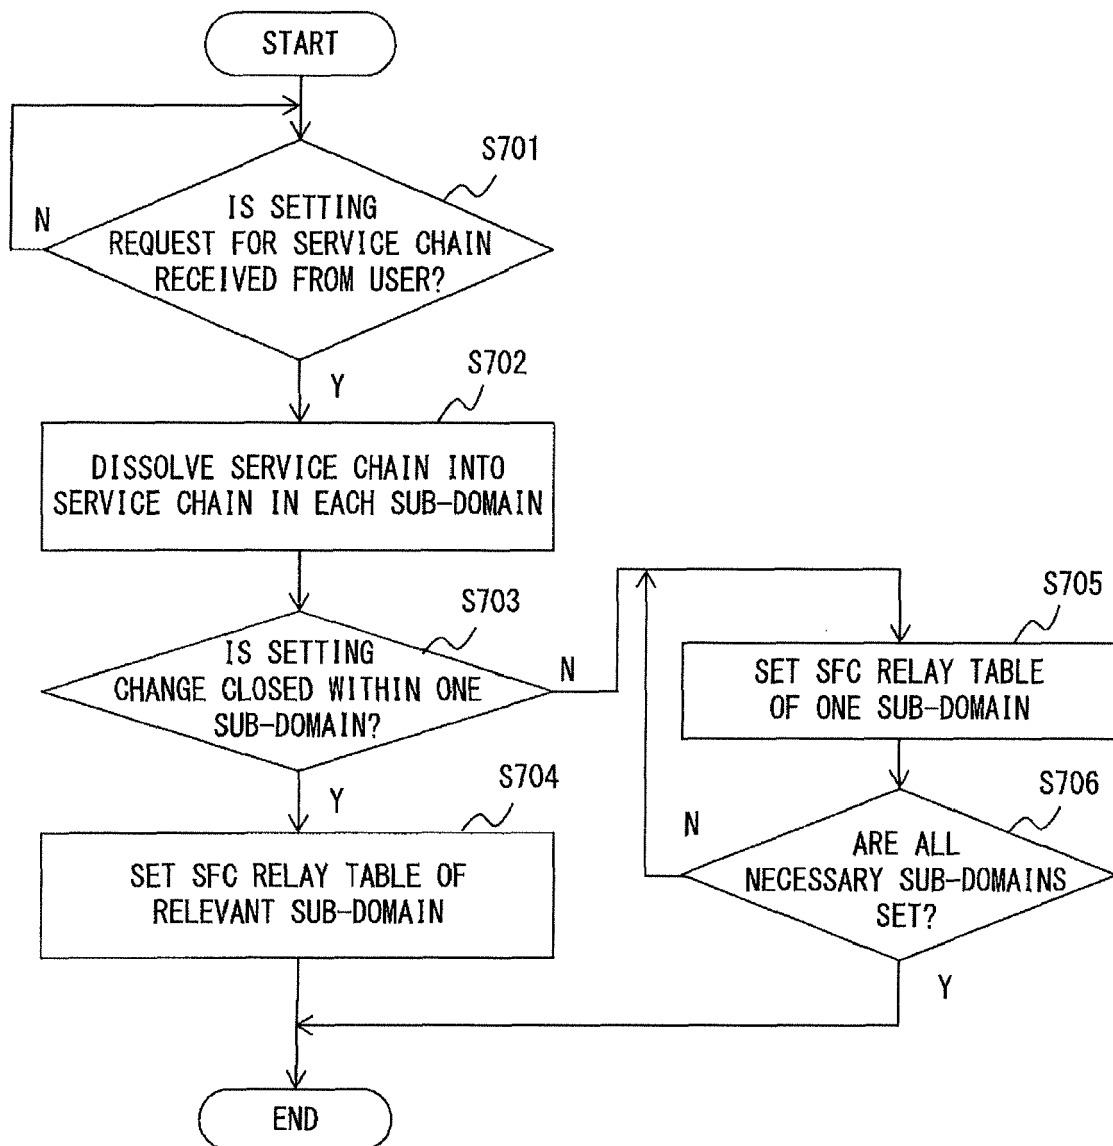 START
S701
IS SETTING
REQUEST FOR SERVICE CHAIN
RECEIVED FROM USER?
N
Y
S702
DISSOLVE SERVICE CHAIN INTO
SERVICE CHAIN IN EACH SUB-DOMAIN
S703
IS SETTING
CHANGE CLOSED WITHIN ONE
SUB-DOMAIN?
N
Y
S704
SET SFC RELAY TABLE OF
RELEVANT SUB-DOMAIN
S705
SET SFC RELAY TABLE
OF ONE SUB-DOMAIN
S706
N
ARE ALL
NECESSARY SUB-DOMAINS
SET?
Y
END